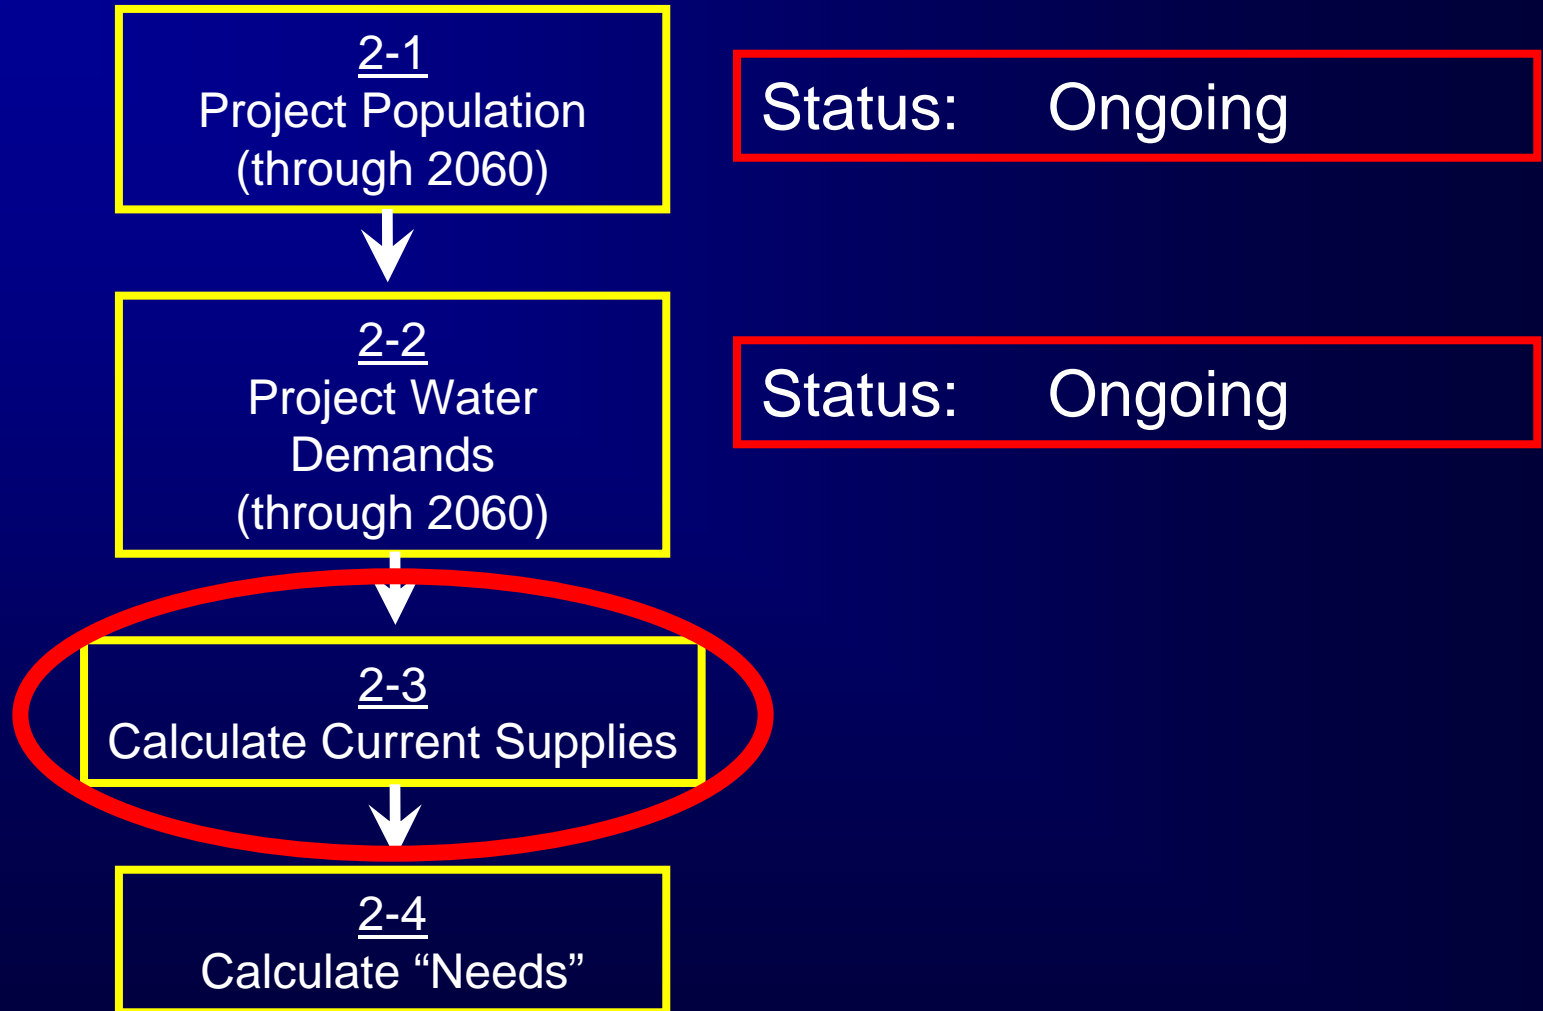 2-1
Project Population
(through 2060)
Status: Ongoing
2-2
Project Water
Demands
(through 2060)
Status: Ongoing
2-3
Calculate Current Supplies
2-4
Calculate “Needs”